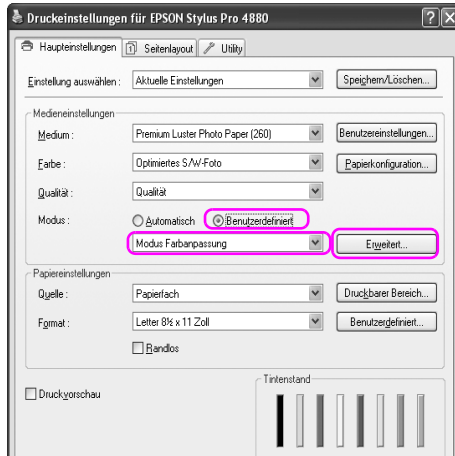 Druckeinstellungen für EPSON Stylus Pro 4880
Haupteinstellungen Seitenlayout Utility
Einstellung auswählen : Aktuelle Einstellungen Speichern/Löschen...
Medieneinstellungen
Medium : Premium Luster Photo Paper (260) Benutzereinstellungen...
Farbe : Optimiertes S/W-Foto Papierkonfiguration...
Qualität : Qualität
Modus : Automatisch Benutzerdefiniert
Modus Farbanpassung Erweitert...
Papiereinstellungen
Quelle : Papierfach Druckbarer Bereich...
Format : Letter 8½ x 11 Zoll Benutzerdefiniert...
Randlos
Druckvorschau Tintenstand